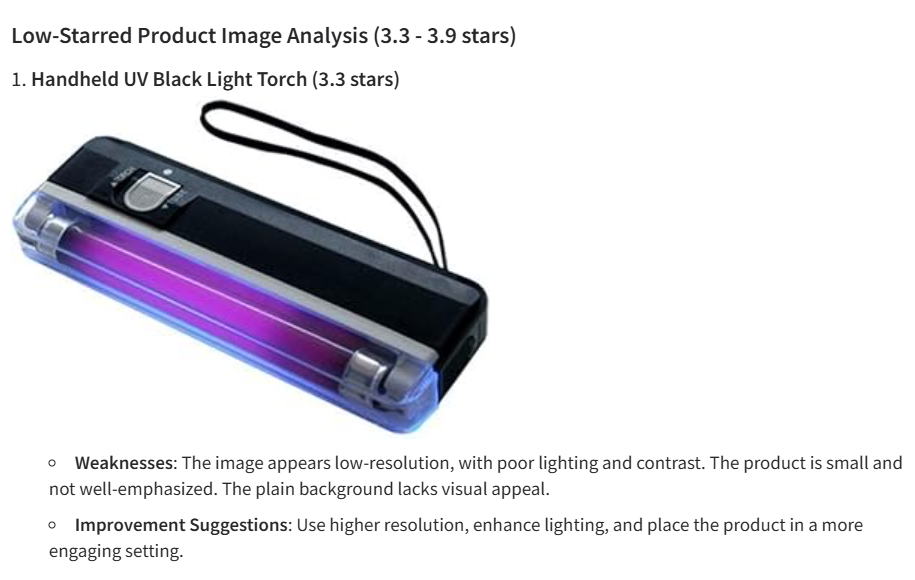 Low-Starred Product Image Analysis (3.3 - 3.9 stars)
1. Handheld UV Black Light Torch (3.3 stars)
TORCH
Weaknesses: The image appears low-resolution, with poor lighting and contrast. The product is small and
not well-emphasized. The plain background lacks visual appeal.
Improvement Suggestions: Use higher resolution, enhance lighting, and place the product in a more
engaging setting.